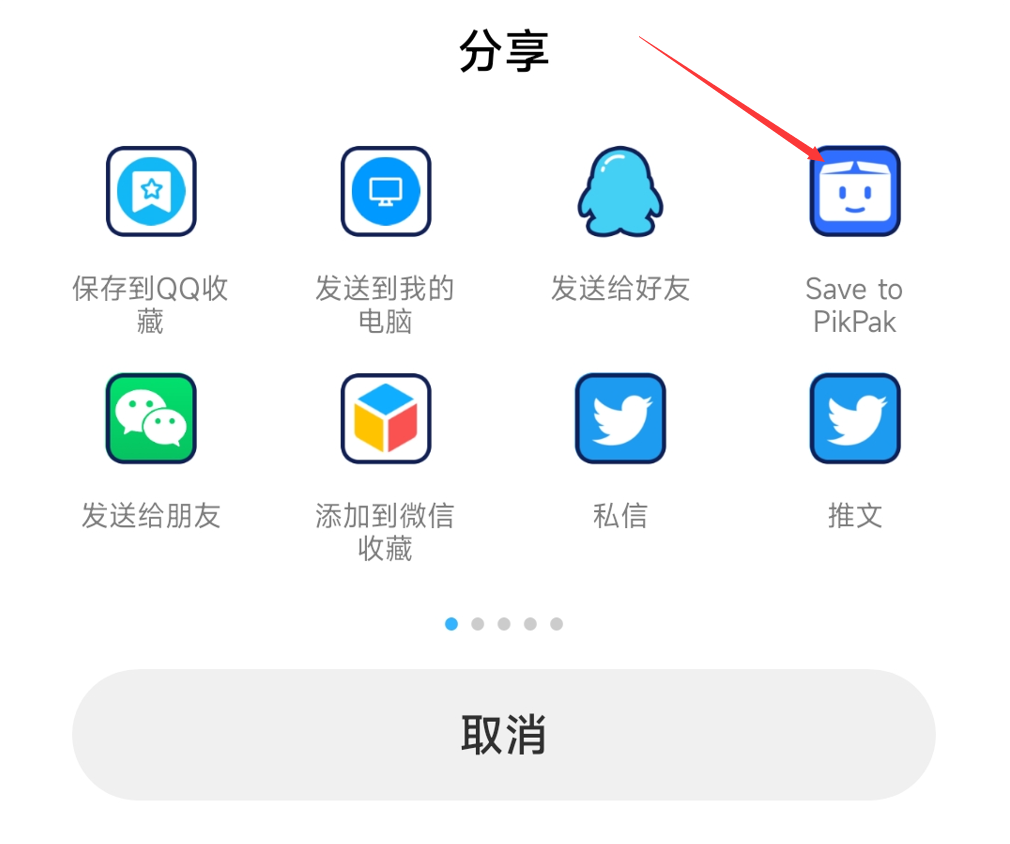 分享
保存到QQ收
藏
发送到我的
电脑
发送给好友
Save to
PikPak
发送给朋友
添加到微信
收藏
私信
推文
取消